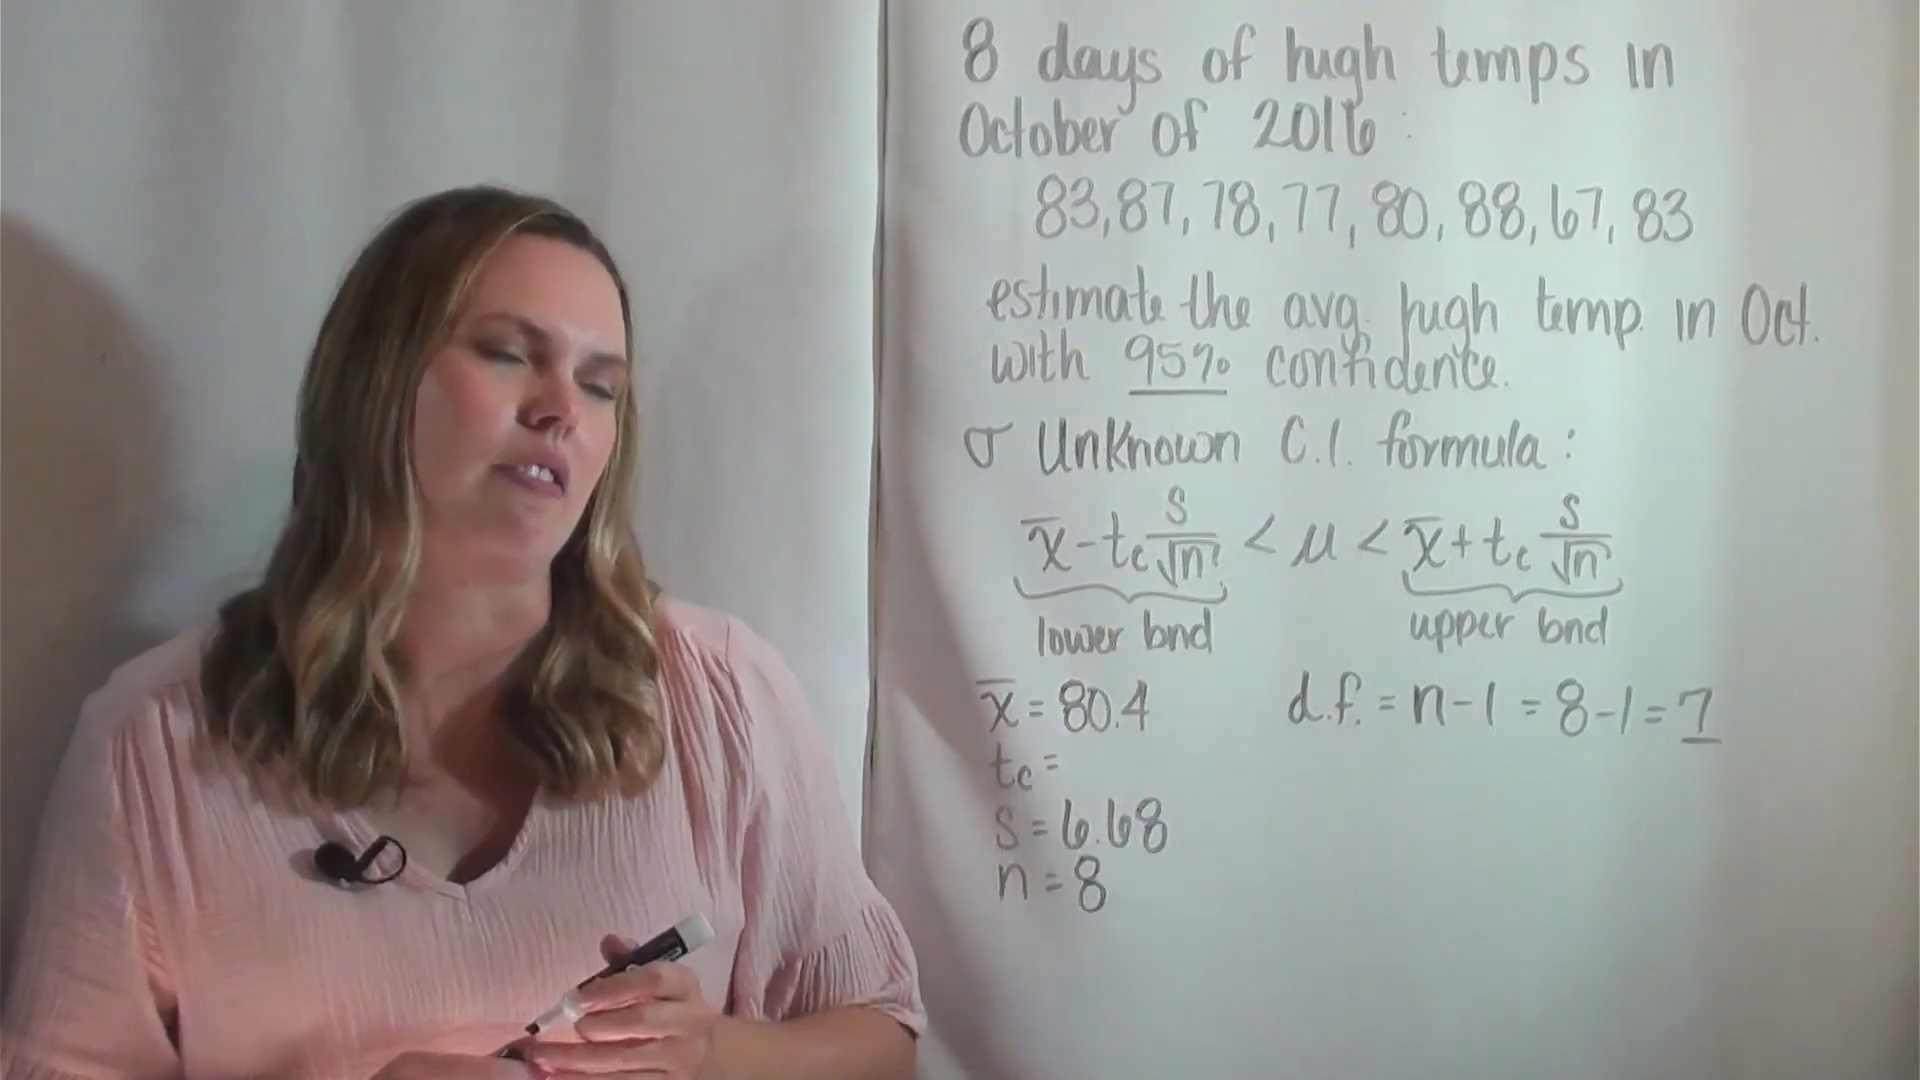 8 days of high temps in
October of 2016:
83, 87, 78, 77, 80, 88, 67, 83
estimate the avg. high temp. in Oct.
with 95% confidence.
σ Unknown C.I. formula:
x̄ - tc s/√n < μ < x̄ + tc s/√n
lower bnd upper bnd
x̄ = 80.4 d.f. = n-1 = 8-1 = 7
tc =
s = 6.68
n = 8